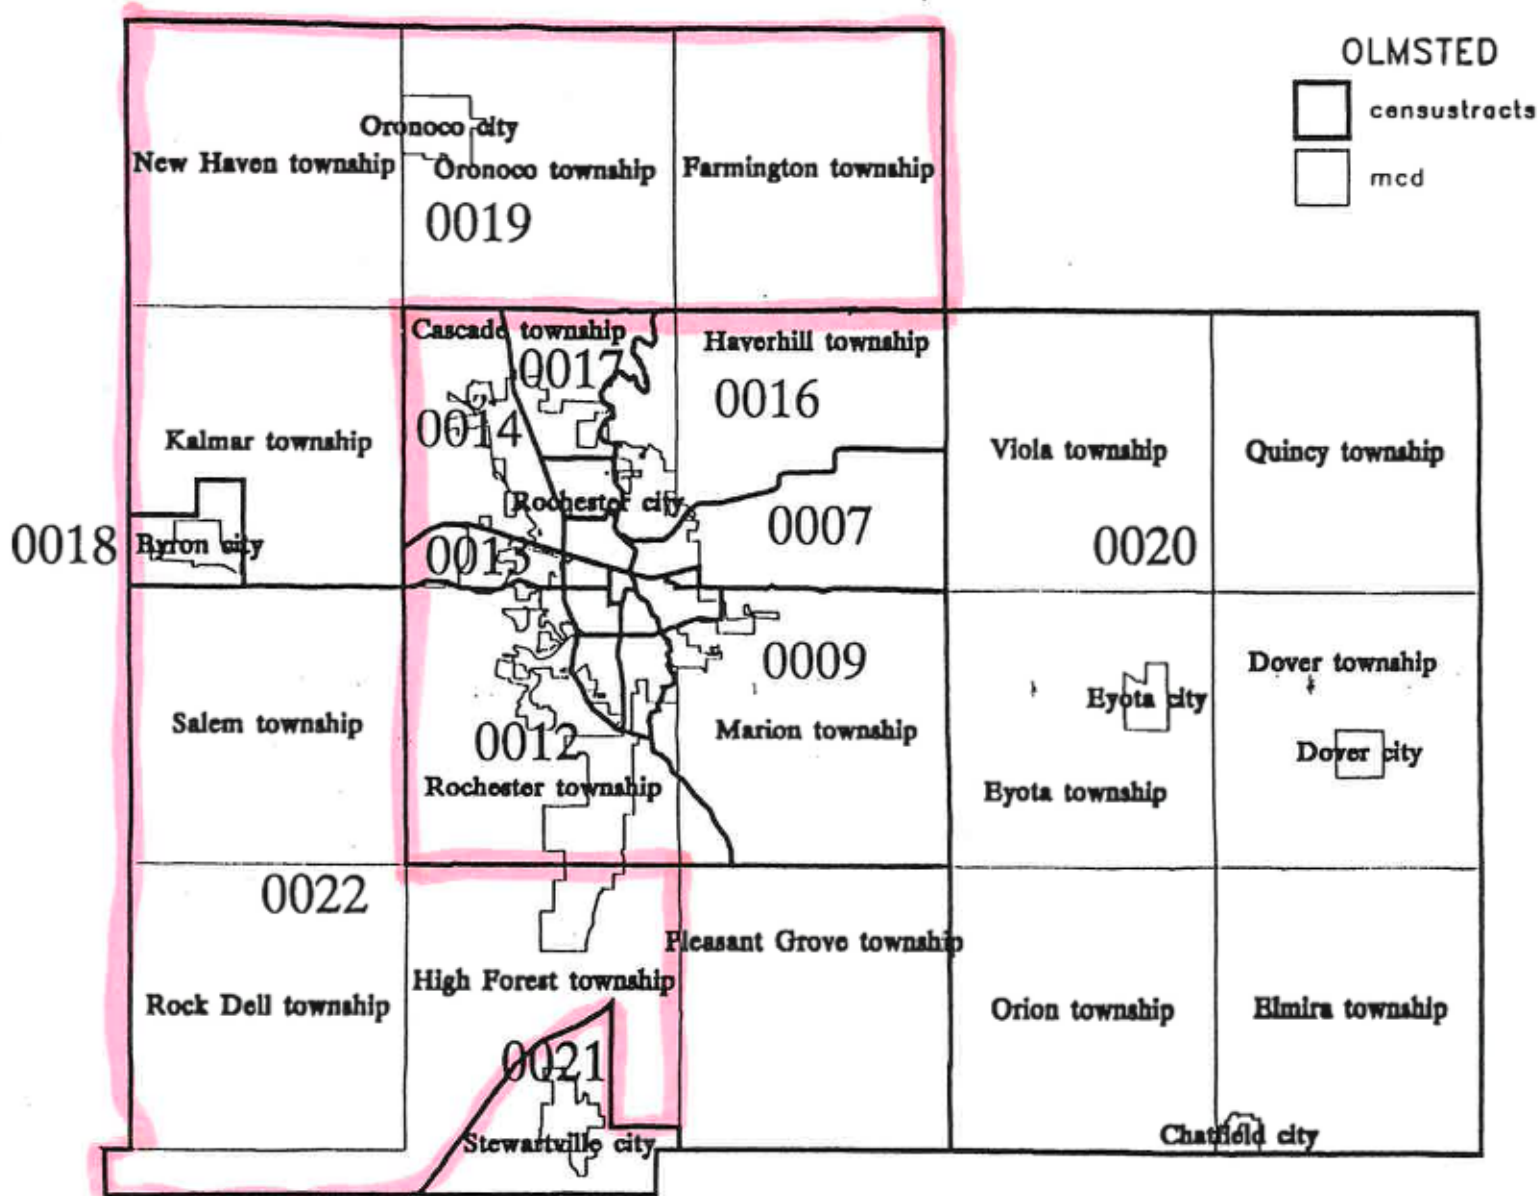 OLMSTED
censustracts
mcd
Oronoco city
New Haven township
Oronoco township
Farmington township
0019
Cascade township
Haverhill township
0017
0016
0014
Kalmar township
Viola township
Quincy township
Rochester city
0007
0018
Byron city
0013
0020
0009
Dover township
Eyota city
Salem township
0012
Marion township
Dover city
Rochester township
Eyota township
0022
Pleasant Grove township
High Forest township
Rock Dell township
Orion township
Elmira township
0021
Stewartville city
Chatfield city